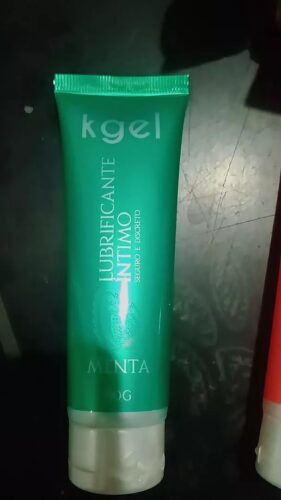 kgel
LUBRIFICANTE
ÍNTIMO
SEGURO E DISCRETO
MENTA